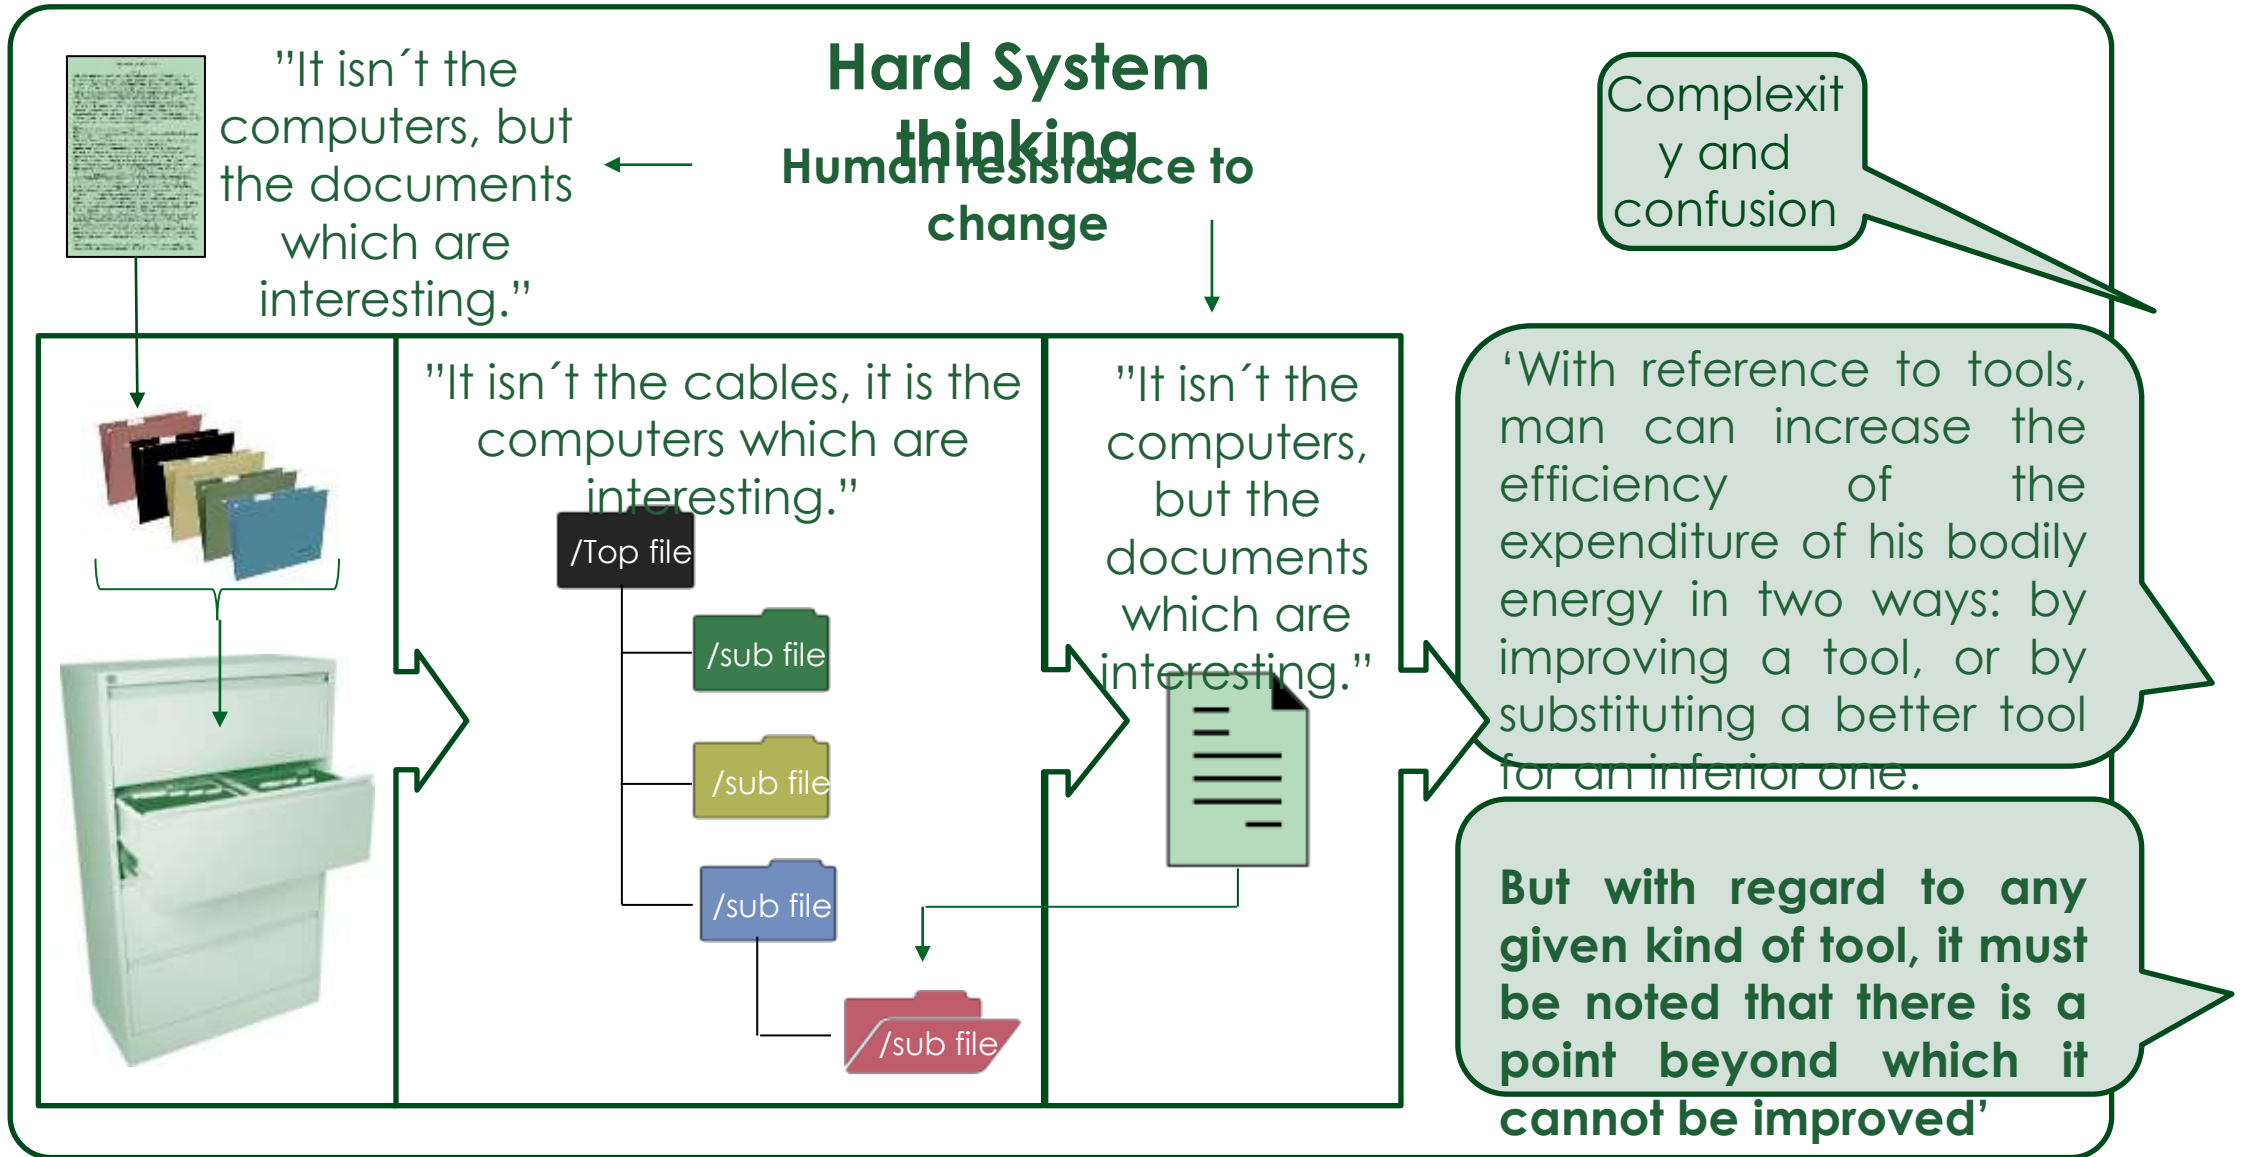 ”It isn´t the
computers, but
the documents
which are
interesting.”
Hard System
thinking
Human resistance to
change
Complexit
y and
confusion
”It isn´t the cables, it is the
computers which are
interesting.”
/Top file
/sub file
/sub file
/sub file
/sub file
”It isn´t the
computers,
but the
documents
which are
interesting.”
‘With reference to tools,
man can increase the
efficiency of the
expenditure of his bodily
energy in two ways: by
improving a tool, or by
substituting a better tool
for an inferior one.
But with regard to any
given kind of tool, it must
be noted that there is a
point beyond which it
cannot be improved’